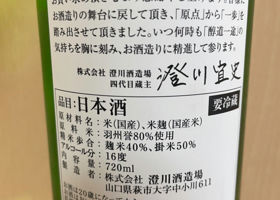 お酒造りの舞台に戻して頂き、「原点」から「一歩」を
踏み出させて頂きました。いつ何時も「醇道一途」の
気持ちを胸に刻み、お酒造りに精進して参ります。
株式会社 澄川酒造場
四代目蔵主 澄川宜史
品目:日本酒
要冷蔵
原材料名:米(国産)、米麹(国産米)
原料米:羽州誉80%使用
精米歩合:麹米40%、掛米50%
アルコール分:16度
内容量:720ml
製造者:株式会社 澄川酒造場
山口県萩市大字中小川611